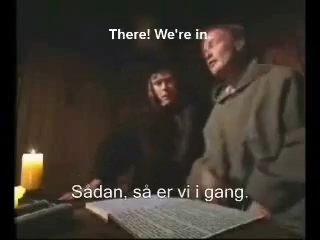 There! We're in.
Sådan, så er vi i gang.